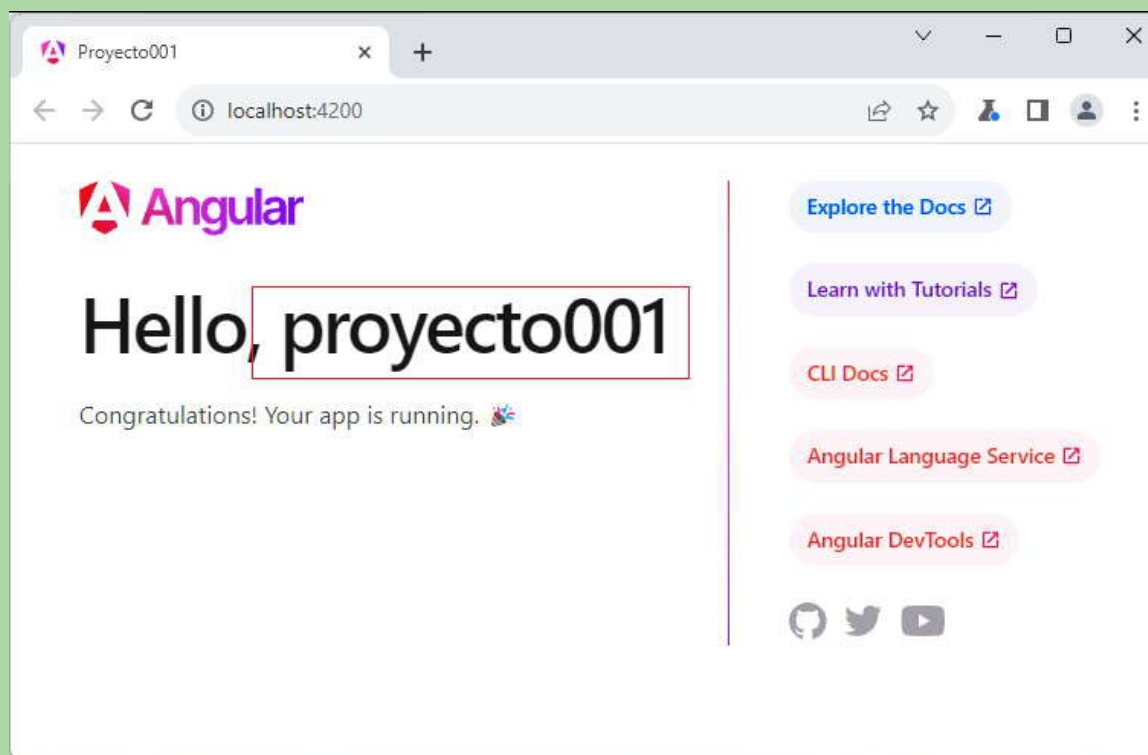 Proyecto001
localhost:4200
Angular
Hello, proyecto001
Congratulations! Your app is running. 🎉
Explore the Docs
Learn with Tutorials
CLI Docs
Angular Language Service
Angular DevTools